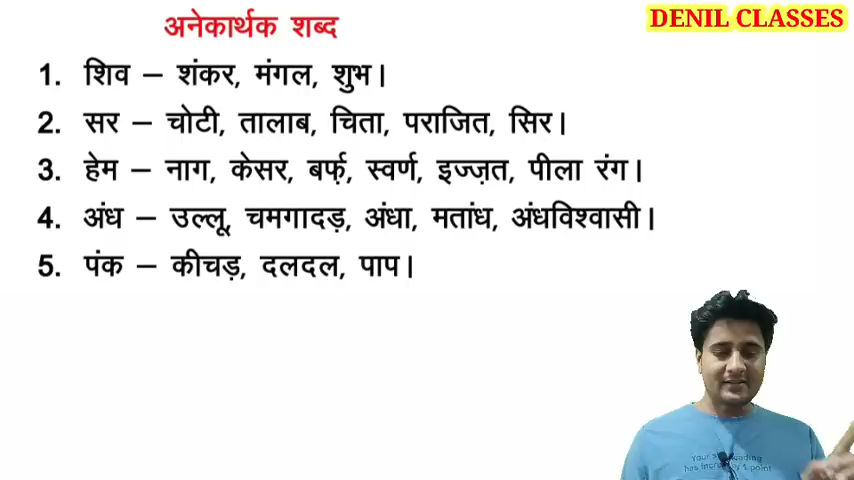 अनेकार्थक शब्द
DENIL CLASSES
1. शिव – शंकर, मंगल, शुभ।
2. सर – चोटी, तालाब, चिता, पराजित, सिर।
3. हेम – नाग, केसर, बर्फ़, स्वर्ण, इज्ज़त, पीला रंग।
4. अंध – उल्लू, चमगादड़, अंधा, मतांध, अंधविश्वासी।
5. पंक – कीचड़, दलदल, पाप।